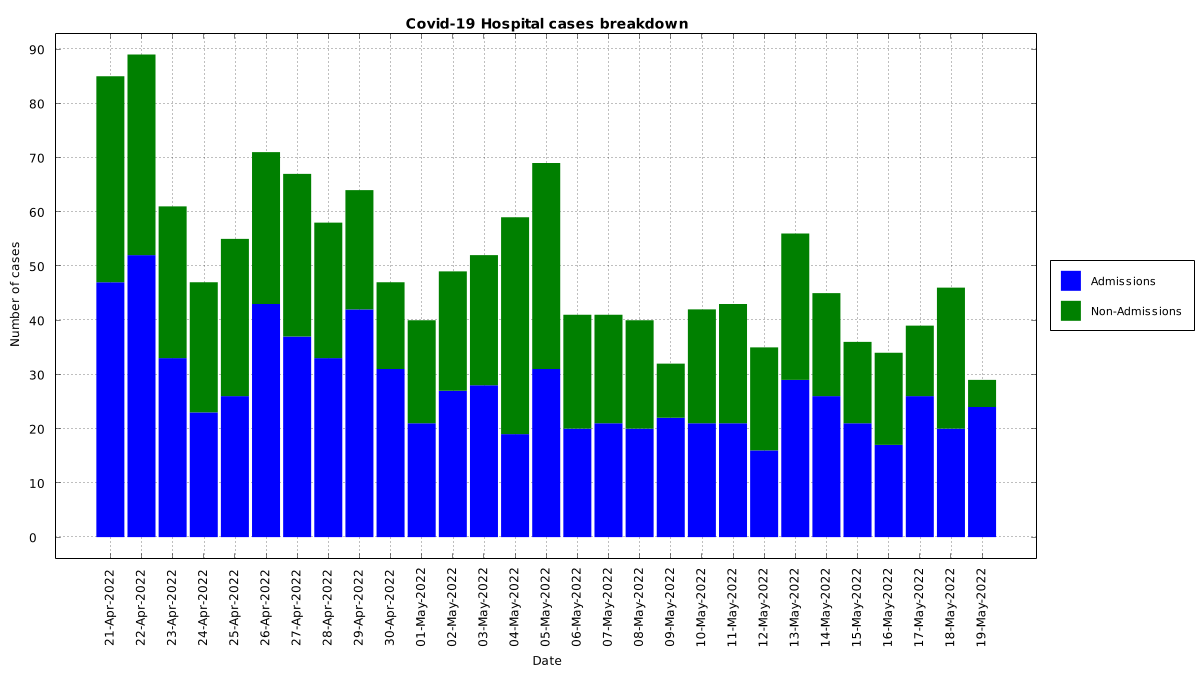 Covid-19 Hospital cases breakdown
90
80
70
60
50
40
30
20
10
0
Number of cases
21-Apr-2022
22-Apr-2022
23-Apr-2022
24-Apr-2022
25-Apr-2022
26-Apr-2022
27-Apr-2022
28-Apr-2022
29-Apr-2022
30-Apr-2022
01-May-2022
02-May-2022
03-May-2022
04-May-2022
05-May-2022
06-May-2022
07-May-2022
08-May-2022
09-May-2022
10-May-2022
11-May-2022
12-May-2022
13-May-2022
14-May-2022
15-May-2022
16-May-2022
17-May-2022
18-May-2022
19-May-2022
Date
Admissions
Non-Admissions